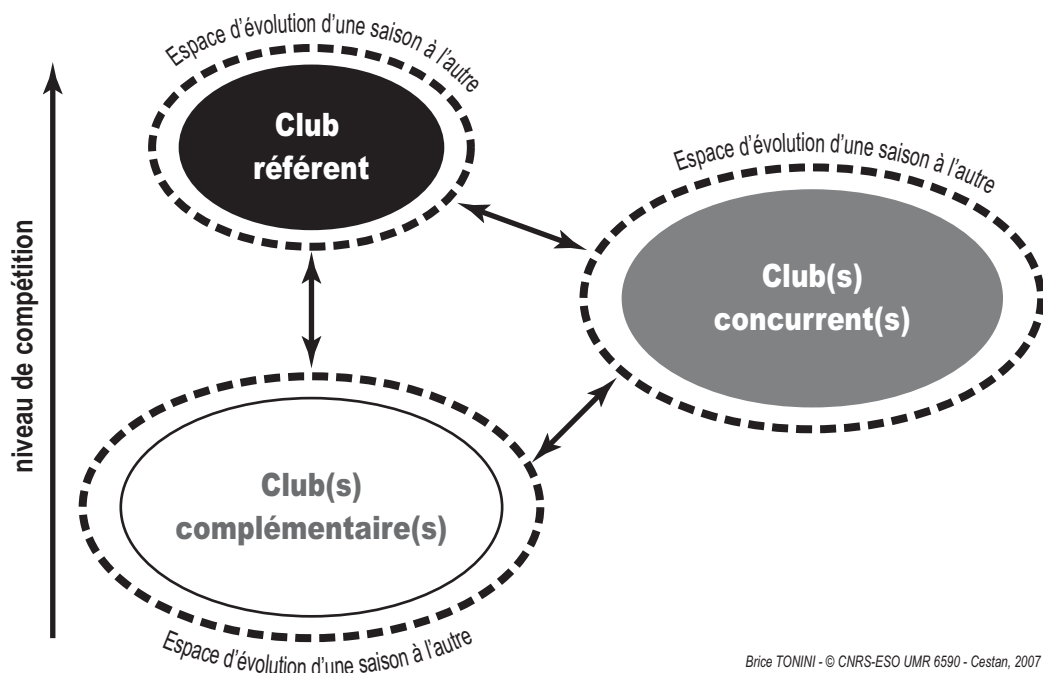 Espace d'évolution d'une saison à l'autre
Club
référent
Espace d'évolution d'une saison à l'autre
Club(s)
concurrent(s)
niveau de compétition
Club(s)
complémentaire(s)
Espace d'évolution d'une saison à l'autre
Brice TONINI - © CNRS-ESO UMR 6590 - Cestan, 2007